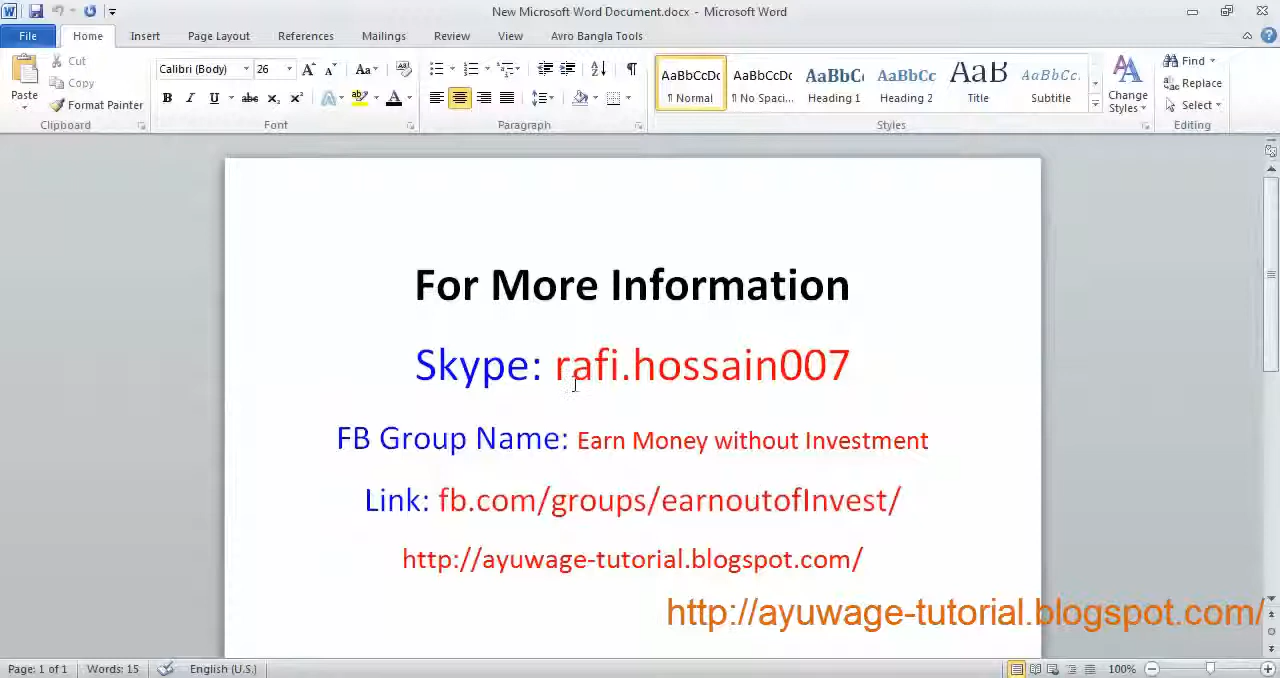 New Microsoft Word Document.docx - Microsoft Word
File Home Insert Page Layout References Mailings Review View Avro Bangla Tools
Paste
Cut
Copy
Format Painter
Clipboard
Calibri (Body) 26
Font
Paragraph
AaBbCcDc AaBbCcDc AaBbCc AaBbCc AaB AaBbCc.
¶ Normal ¶ No Spaci... Heading 1 Heading 2 Title Subtitle
Change Styles
Styles
Find
Replace
Select
Editing
For More Information
Skype: rafi.hossain007
FB Group Name: Earn Money without Investment
Link: fb.com/groups/earnoutofInvest/
http://ayuwage-tutorial.blogspot.com/
http://ayuwage-tutorial.blogspot.com/
Page: 1 of 1 Words: 15 English (U.S.) 100%